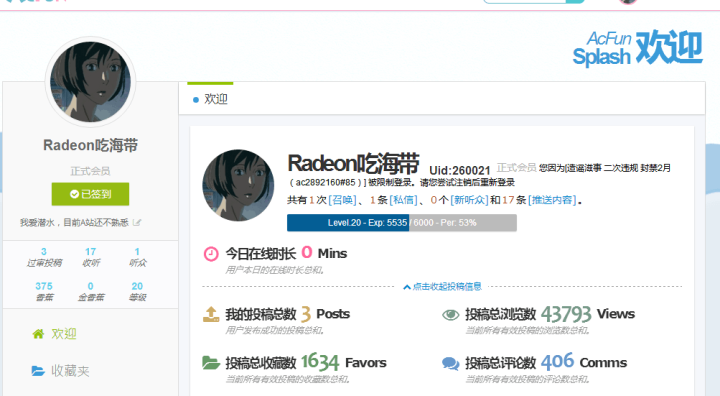 AcFun
Splash 欢迎
Radeon吃海带
正式会员
已签到
我爱潜水，目前A站还不熟悉
3 17 1
过审投稿 收听 听众
375 0 20
香蕉 金香蕉 等级
欢迎
收藏夹
欢迎
Radeon吃海带 Uid:260021 正式会员 您因为[造谣滋事 二次违规 封禁2月
（ac2892160#85）] 被限制登录。请您尝试注销后重新登录
共有 1 次 [召唤]、 1 条 [私信]、 0 个 [新听众] 和 17 条 [推送内容] 。
Level.20 - Exp: 5535 / 6000 - Per: 53%
今日在线时长 0 Mins
用户本日的在线时长总和。
点击收起投稿信息
我的投稿总数 3 Posts
用户发布成功的投稿总和。
投稿总浏览数 43793 Views
当前所有有效投稿的浏览数总和。
投稿总收藏数 1634 Favors
当前所有有效投稿的收藏数总和。
投稿总评论数 406 Comms
当前所有有效投稿的评论数总和。